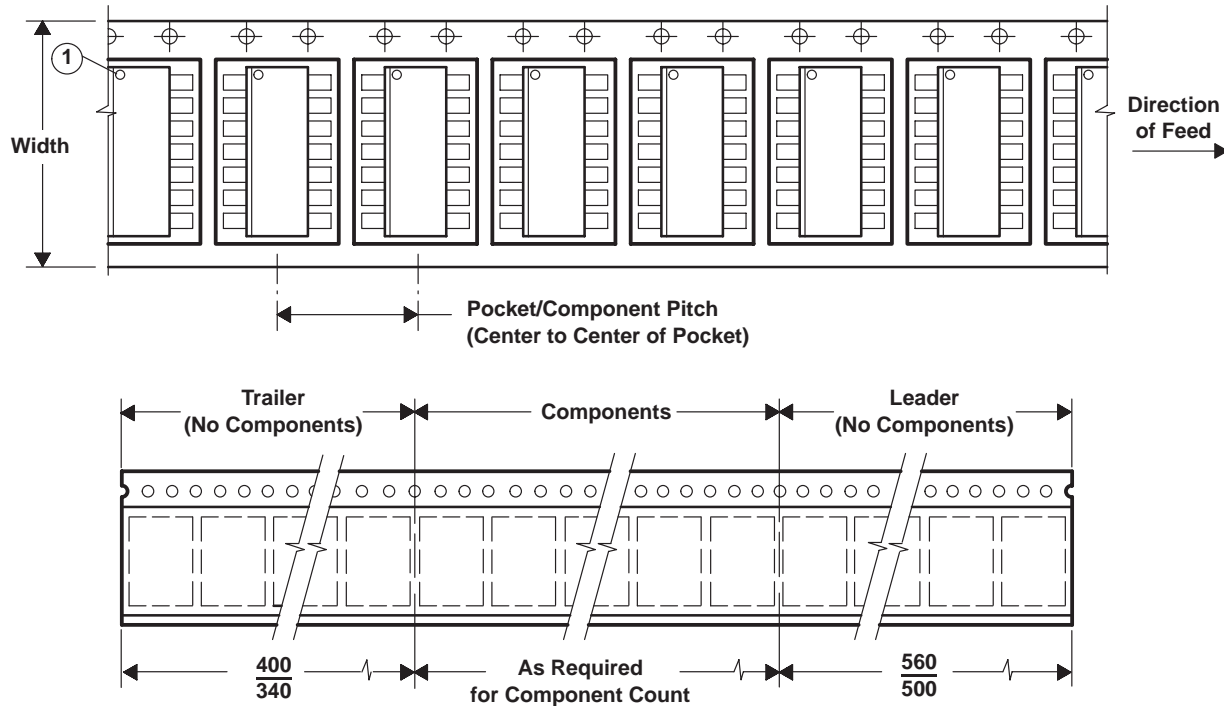 1
Width
Direction
of Feed
Pocket/Component Pitch
(Center to Center of Pocket)
Trailer
(No Components)
Components
Leader
(No Components)
400
340
As Required
for Component Count
560
500